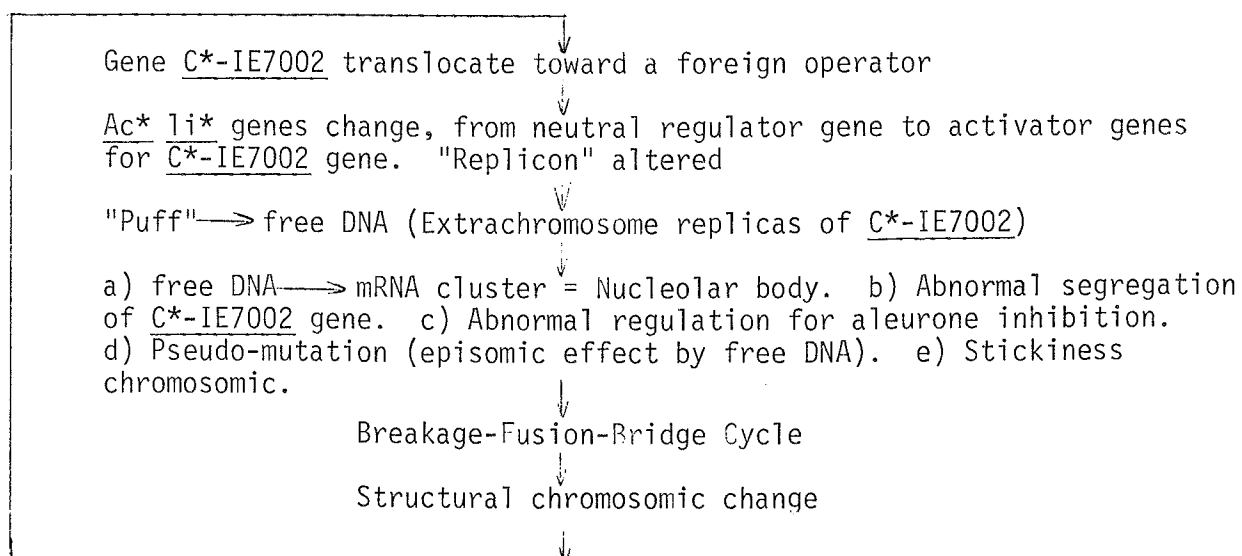 Gene C*-IE7002 translocate toward a foreign operator
Ac* li* genes change, from neutral regulator gene to activator genes
for C*-IE7002 gene. "Replicon" altered
"Puff"—> free DNA (Extrachromosome replicas of C*-IE7002)
a) free DNA—> mRNA cluster = Nucleolar body. b) Abnormal segregation
of C*-IE7002 gene. c) Abnormal regulation for aleurone inhibition.
d) Pseudo-mutation (episomic effect by free DNA). e) Stickiness
chromosomic.
Breakage-Fusion-Bridge Cycle
Structural chromosomic change